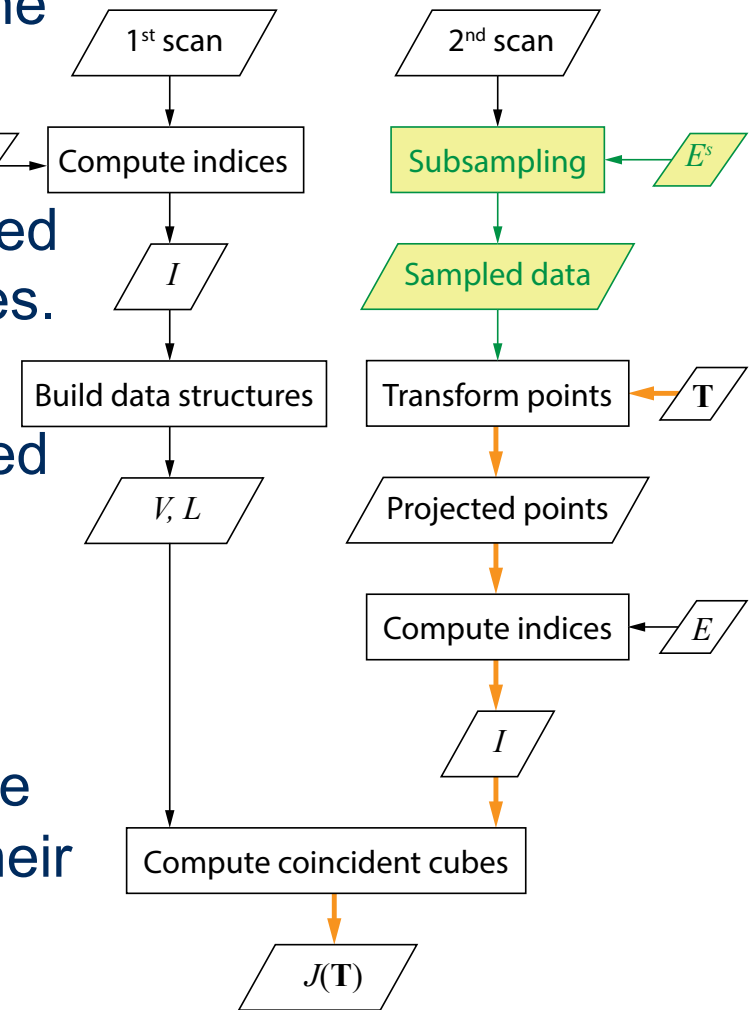 1st scan
2nd scan
Compute indices
Subsampling
Es
I
Sampled data
Build data structures
Transform points
T
V, L
Projected points
Compute indices
E
I
Compute coincident cubes
J(T)